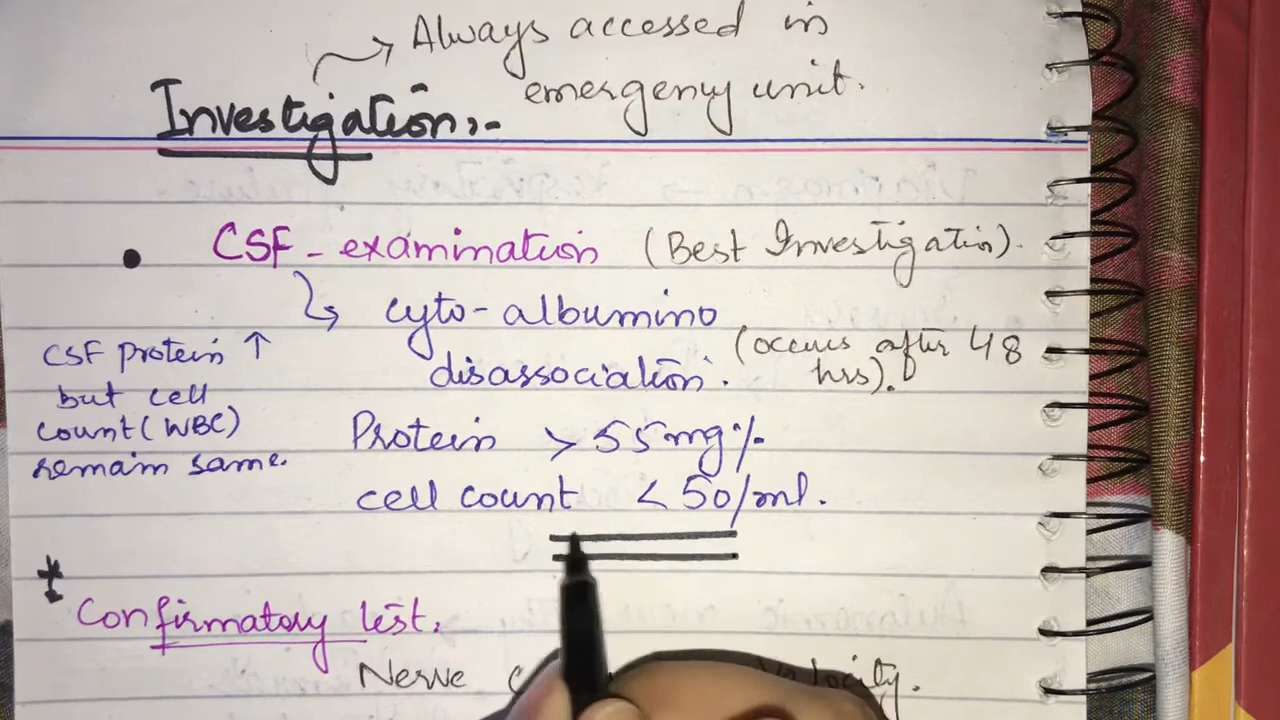 Always accessed in
emergency unit.
Investigation:-
• CSF - examination (Best Investigation).
cyto-albumino
disassociation. (occurs after 48
hrs).
CSF protein ↑
but cell
count (WBC)
remain same.
Protein > 55mg%
cell count < 50/ml.
Confirmatory test.
Nerve